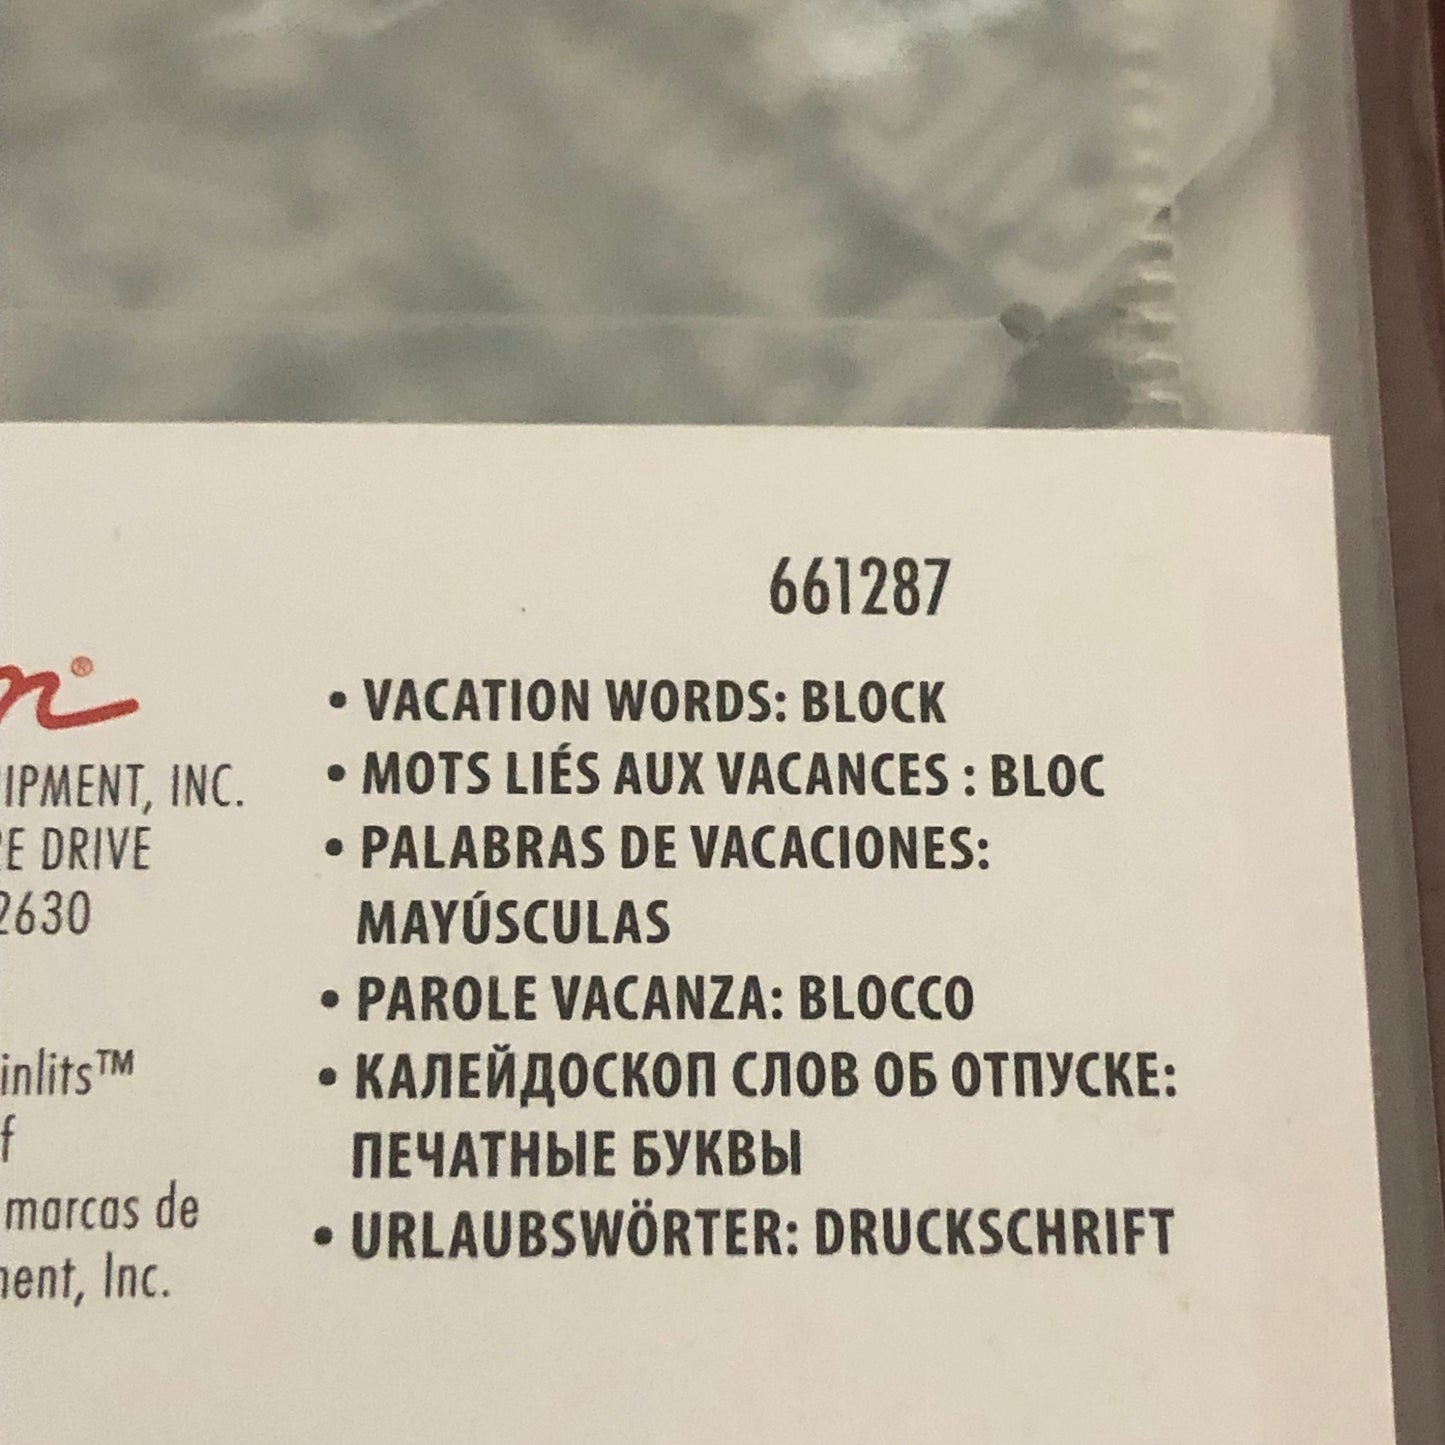 661287
• VACATION WORDS: BLOCK
• MOTS LIÉS AUX VACANCES : BLOC
• PALABRAS DE VACACIONES:
MAYÚSCULAS
• PAROLE VACANZA: BLOCCO
• КАЛЕЙДОСКОП СЛОВ ОБ ОТПУСКЕ:
ПЕЧАТНЫЕ БУКВЫ
• URLAUBSWÖRTER: DRUCKSCHRIFT
n®
IPMENT, INC.
RE DRIVE
2630
inlits™
f
marcas de
ment, Inc.